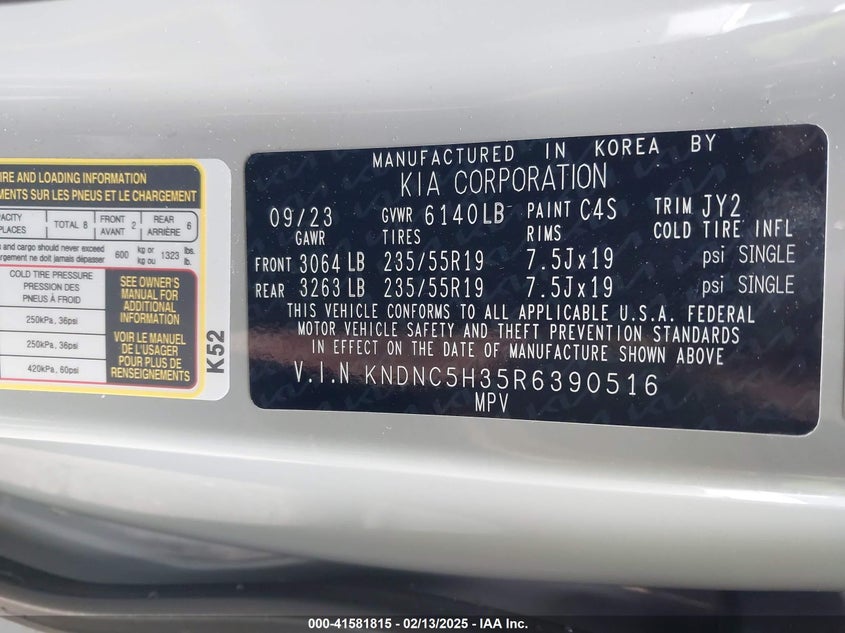 TIRE AND LOADING INFORMATION
SUR LES PNEUS ET LE CHARGEMENT
TOTAL 8
FRONT AVANT 2
REAR ARRIÈRE 6
and cargo should never exceed
ne doit jamais dépasser
600
kg or
kg ou
1323
lbs.
lb.
COLD TIRE PRESSURE
PRESSION DES
PNEUS À FROID
250kPa, 36psi
250kPa, 36psi
420kPa, 60psi
SEE OWNER'S
MANUAL FOR
ADDITIONAL
INFORMATION
VOIR LE MANUEL
DE L'USAGER
POUR PLUS DE
RENSEIGNEMENTS
K52
MANUFACTURED IN KOREA BY
KIA CORPORATION
09/23 GVWR 6140LB PAINT C4S TRIM JY2
GAWR TIRES RIMS COLD TIRE INFL
FRONT 3064 LB 235/55R19 7.5Jx19 psi SINGLE
REAR 3263 LB 235/55R19 7.5Jx19 psi SINGLE
THIS VEHICLE CONFORMS TO ALL APPLICABLE U.S.A. FEDERAL
MOTOR VEHICLE SAFETY AND THEFT PREVENTION STANDARDS
IN EFFECT ON THE DATE OF MANUFACTURE SHOWN ABOVE
V.I.N KNDNC5H35R6390516
MPV
000-41581815 - 02/13/2025 - IAA Inc.